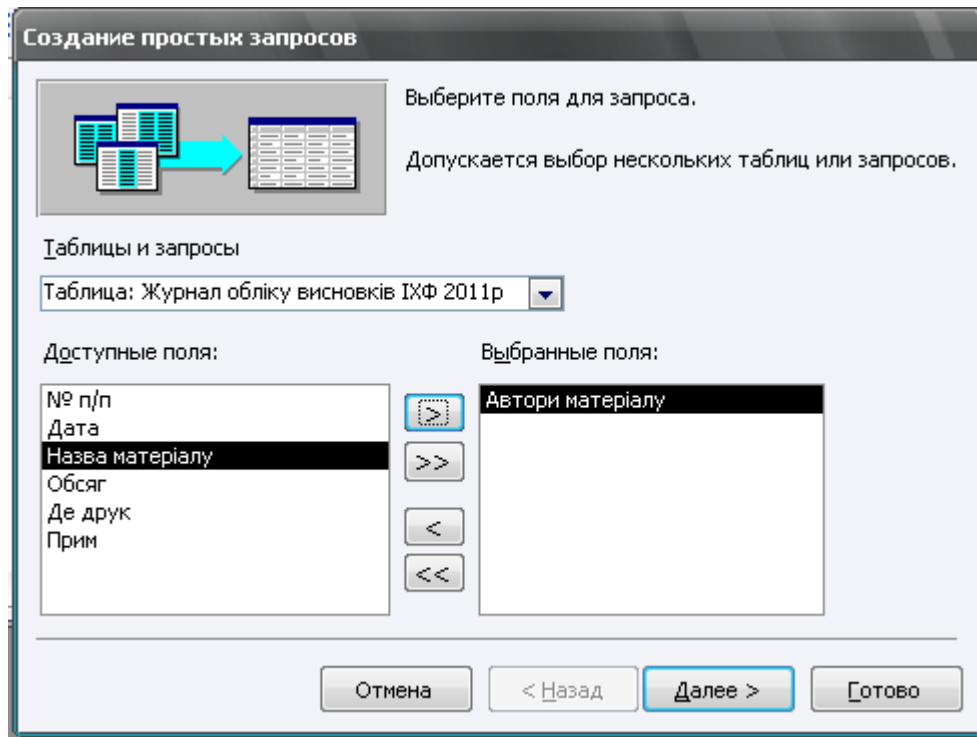 Создание простых запросов
Выберите поля для запроса.
Допускается выбор нескольких таблиц или запросов.
Таблицы и запросы
Таблица: Журнал обліку висновків ІХФ 2011р
Доступные поля:
№ п/п
Дата
Назва матеріалу
Обсяг
Де друк
Прим
>
>>
<
<<
Выбранные поля:
Автори матеріалу
Отмена
< Назад
Далее >
Готово